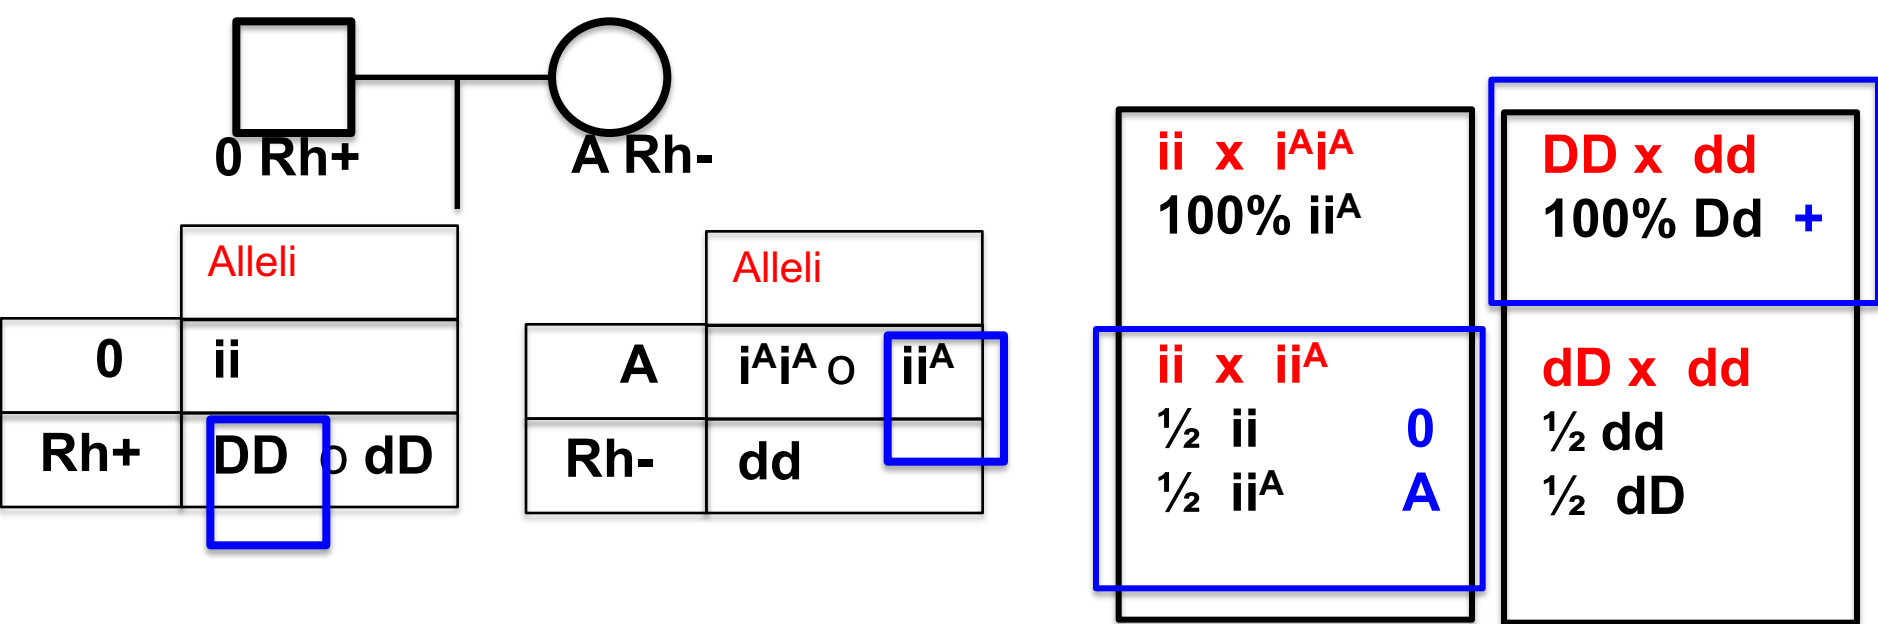 0 Rh+
A Rh-
Alleli
0 ii
Rh+ DD o dD
Alleli
A iᴬiᴬ o iiᴬ
Rh- dd
ii x iᴬiᴬ
100% iiᴬ
ii x iiᴬ
½ ii 0
½ iiᴬ A
DD x dd
100% Dd +
dD x dd
½ dd
½ dD